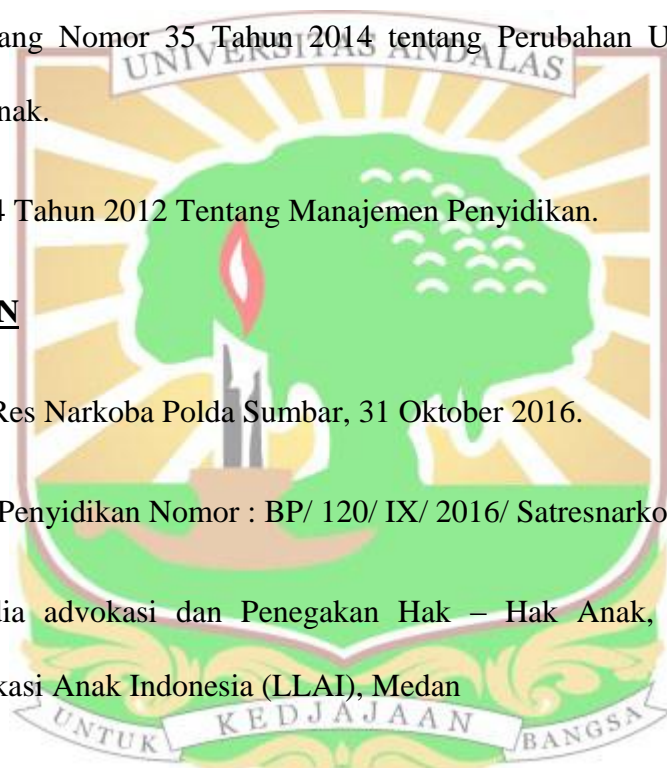 ang Nomor 35 Tahun 2014 tentang Perubahan U
UNIVERSITAS ANDALAS
nak.
4 Tahun 2012 Tentang Manajemen Penyidikan.
N
Res Narkoba Polda Sumbar, 31 Oktober 2016.
Penyidikan Nomor : BP/ 120/ IX/ 2016/ Satresnarko
dia advokasi dan Penegakan Hak – Hak Anak,
kasi Anak Indonesia (LLAI), Medan
UNTUK KEDJAJAAN BANGSA